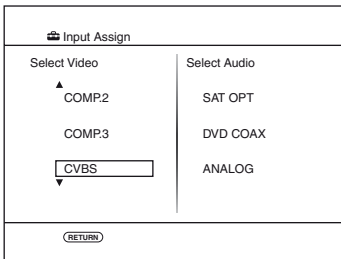 Input Assign
Select Video
Select Audio
COMP.2
SAT OPT
COMP.3
DVD COAX
CVBS
ANALOG
RETURN